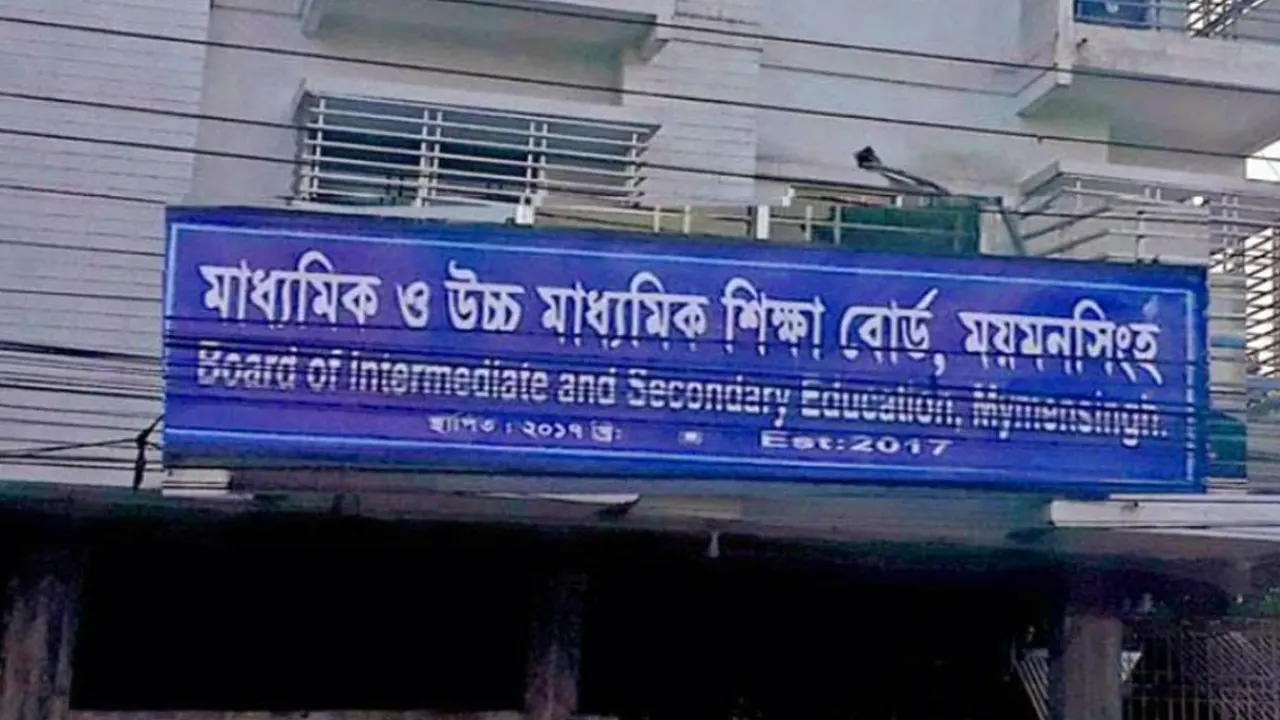 মাধ্যমিক ও উচ্চ মাধ্যমিক শিক্ষা বোর্ড, ময়মনসিংহ
Board of Intermediate and Secondary Education, Mymensingh.
স্থাপিত : ২০১৭ খ্রি: Est:2017